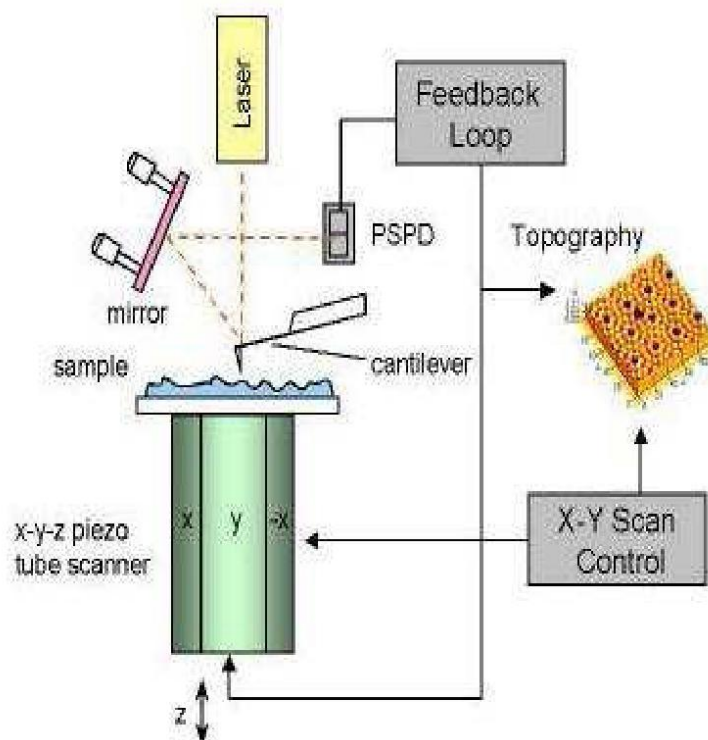 Laser
Feedback
Loop
PSPD
Topography
mirror
sample
cantilever
x-y-z piezo
tube scanner
x
y
-x
X-Y Scan
Control
z